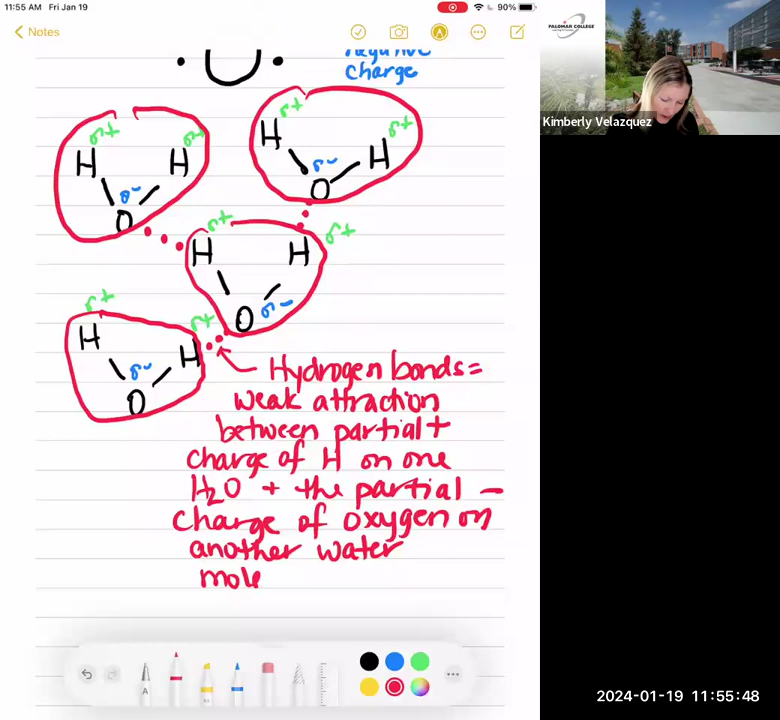 11:55 AM Fri Jan 19
90%
Notes
negative
charge
PALOMAR COLLEGE
Kimberly Velazquez
δ+ δ+
H H
δ-
O
δ+ δ+
H H
δ-
O
δ+ δ+
H H
O δ-
δ+ δ+
H H
δ-
O
Hydrogen bonds =
weak attraction
between partial +
charge of H on one
H₂O + the partial -
charge of oxygen on
another water
mole
A
2024-01-19 11:55:48